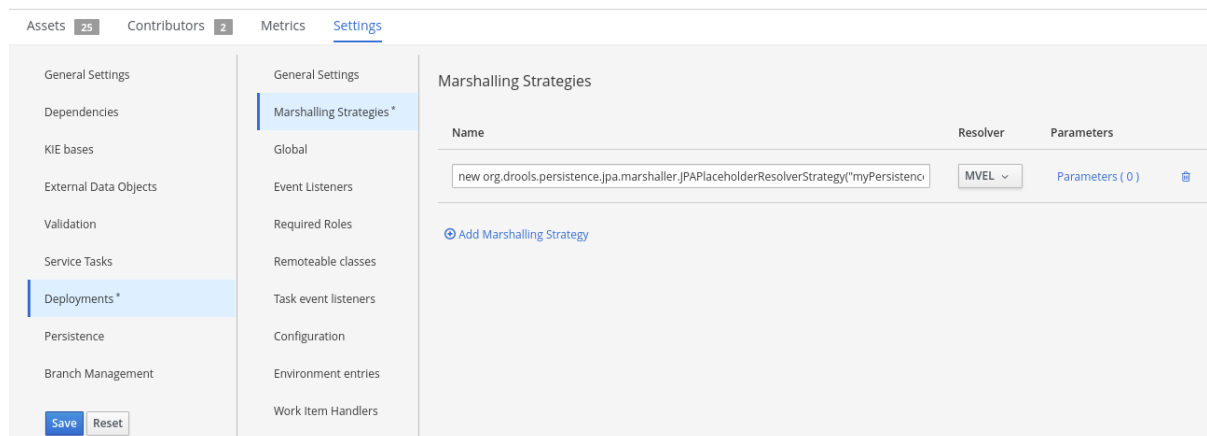 Assets 25 Contributors 2 Metrics Settings
General Settings
Dependencies
KIE bases
External Data Objects
Validation
Service Tasks
Deployments *
Persistence
Branch Management
Save Reset
General Settings
Marshalling Strategies *
Global
Event Listeners
Required Roles
Remoteable classes
Task event listeners
Configuration
Environment entries
Work Item Handlers
Marshalling Strategies
Name Resolver Parameters
new org.drools.persistence.jpa.marshaller.JPAPlaceholderResolverStrategy("myPersistenc MVEL Parameters ( 0 )
Add Marshalling Strategy